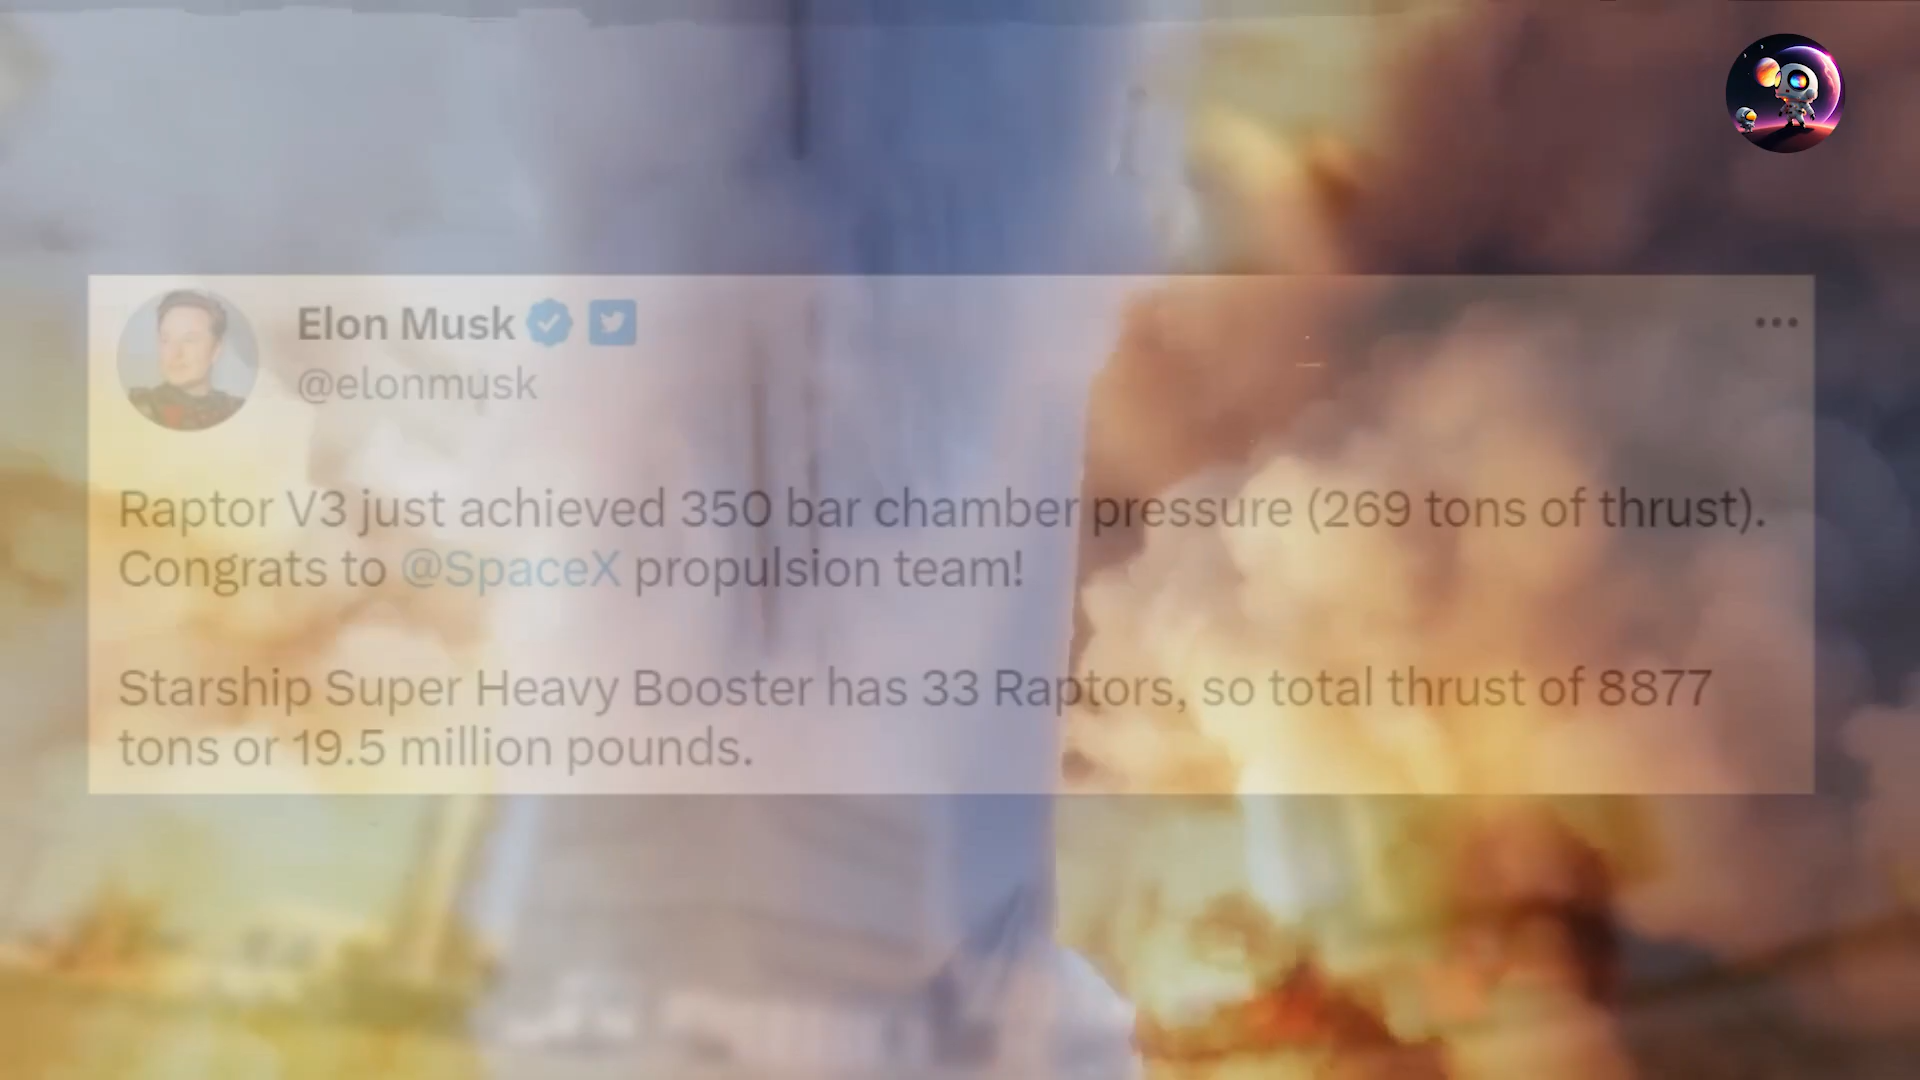 Elon Musk
@elonmusk
Raptor V3 just achieved 350 bar chamber pressure (269 tons of thrust).
Congrats to @SpaceX propulsion team!
Starship Super Heavy Booster has 33 Raptors, so total thrust of 8877
tons or 19.5 million pounds.